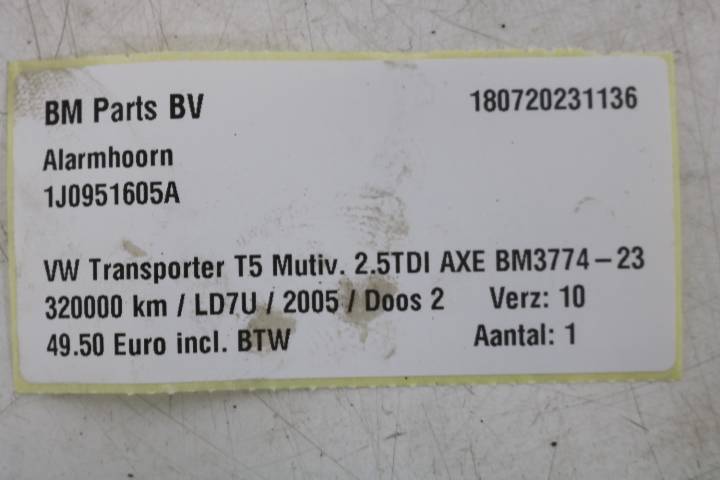 BM Parts BV 180720231136
Alarmhoorn
1J0951605A
VW Transporter T5 Mutiv. 2.5TDI AXE BM3774-23
320000 km / LD7U / 2005 / Doos 2 Verz: 10
49.50 Euro incl. BTW Aantal: 1